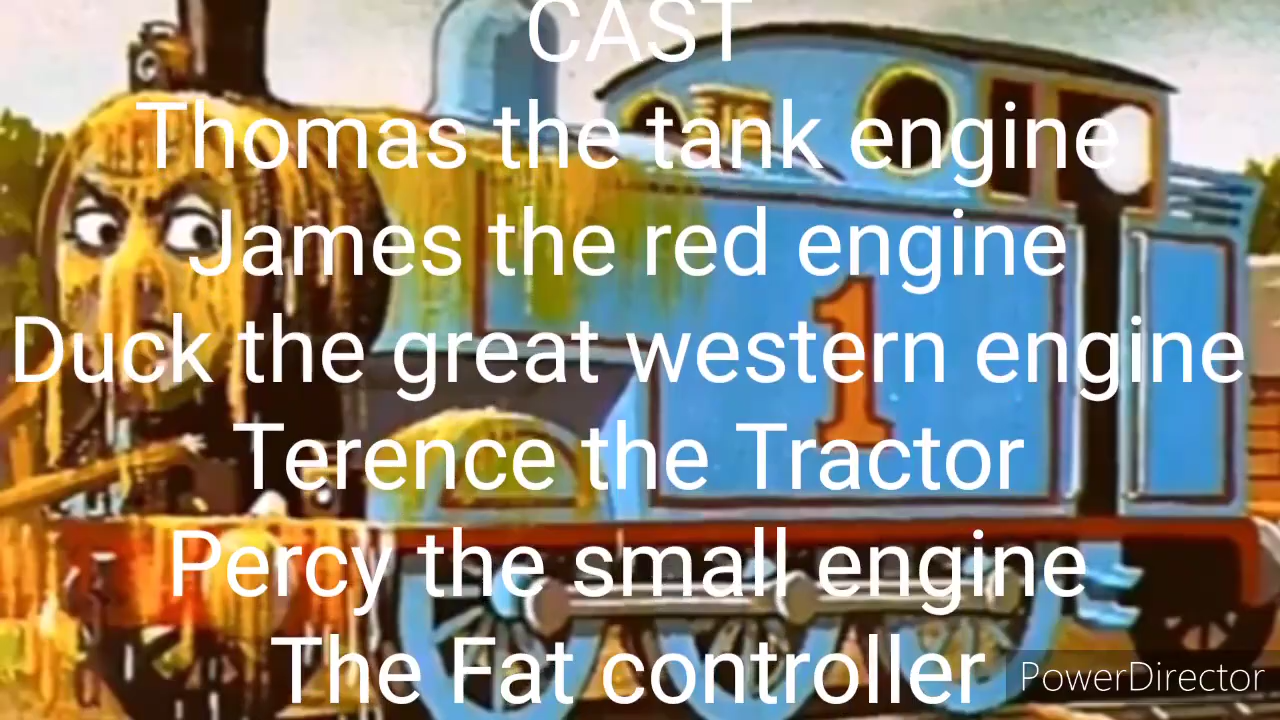 CAST
Thomas the tank engine
James the red engine
Duck the great western engine
1
Terence the Tractor
Percy the small engine
The Fat controller
PowerDirector